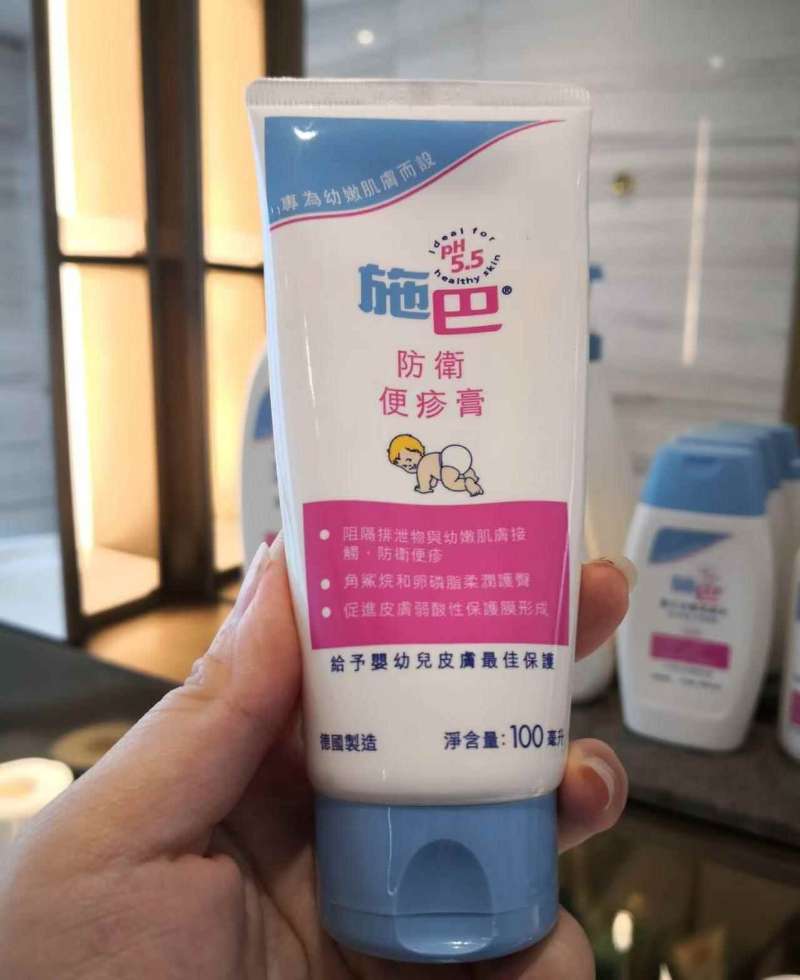 專為幼嫩肌膚而設
ideal for
pH
5.5
healthy skin
施巴®
防衛
便疹膏
阻隔排泄物與幼嫩肌膚接
觸，防衛便疹
角鯊烷和卵磷脂柔潤護臀
促進皮膚弱酸性保護膜形成
給予嬰幼兒皮膚最佳保護
德國製造
淨含量：100毫升
施巴